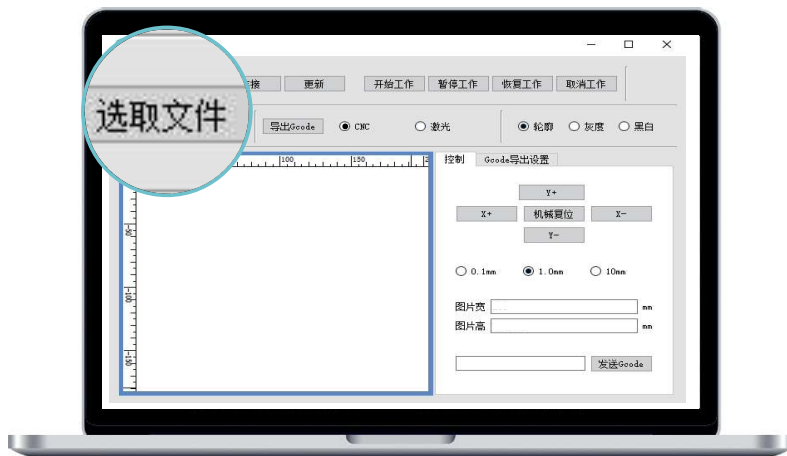 选取文件
接 更新 开始工作 暂停工作 恢复工作 取消工作
导出Gcode CNC 激光 轮廓 灰度 黑白
100 150
控制 Gcode导出设置
Y+
X+ 机械复位 X-
Y-
-50
0.1mm 1.0mm 10mm
-100
图片宽 mm
图片高 mm
-150
发送Gcode